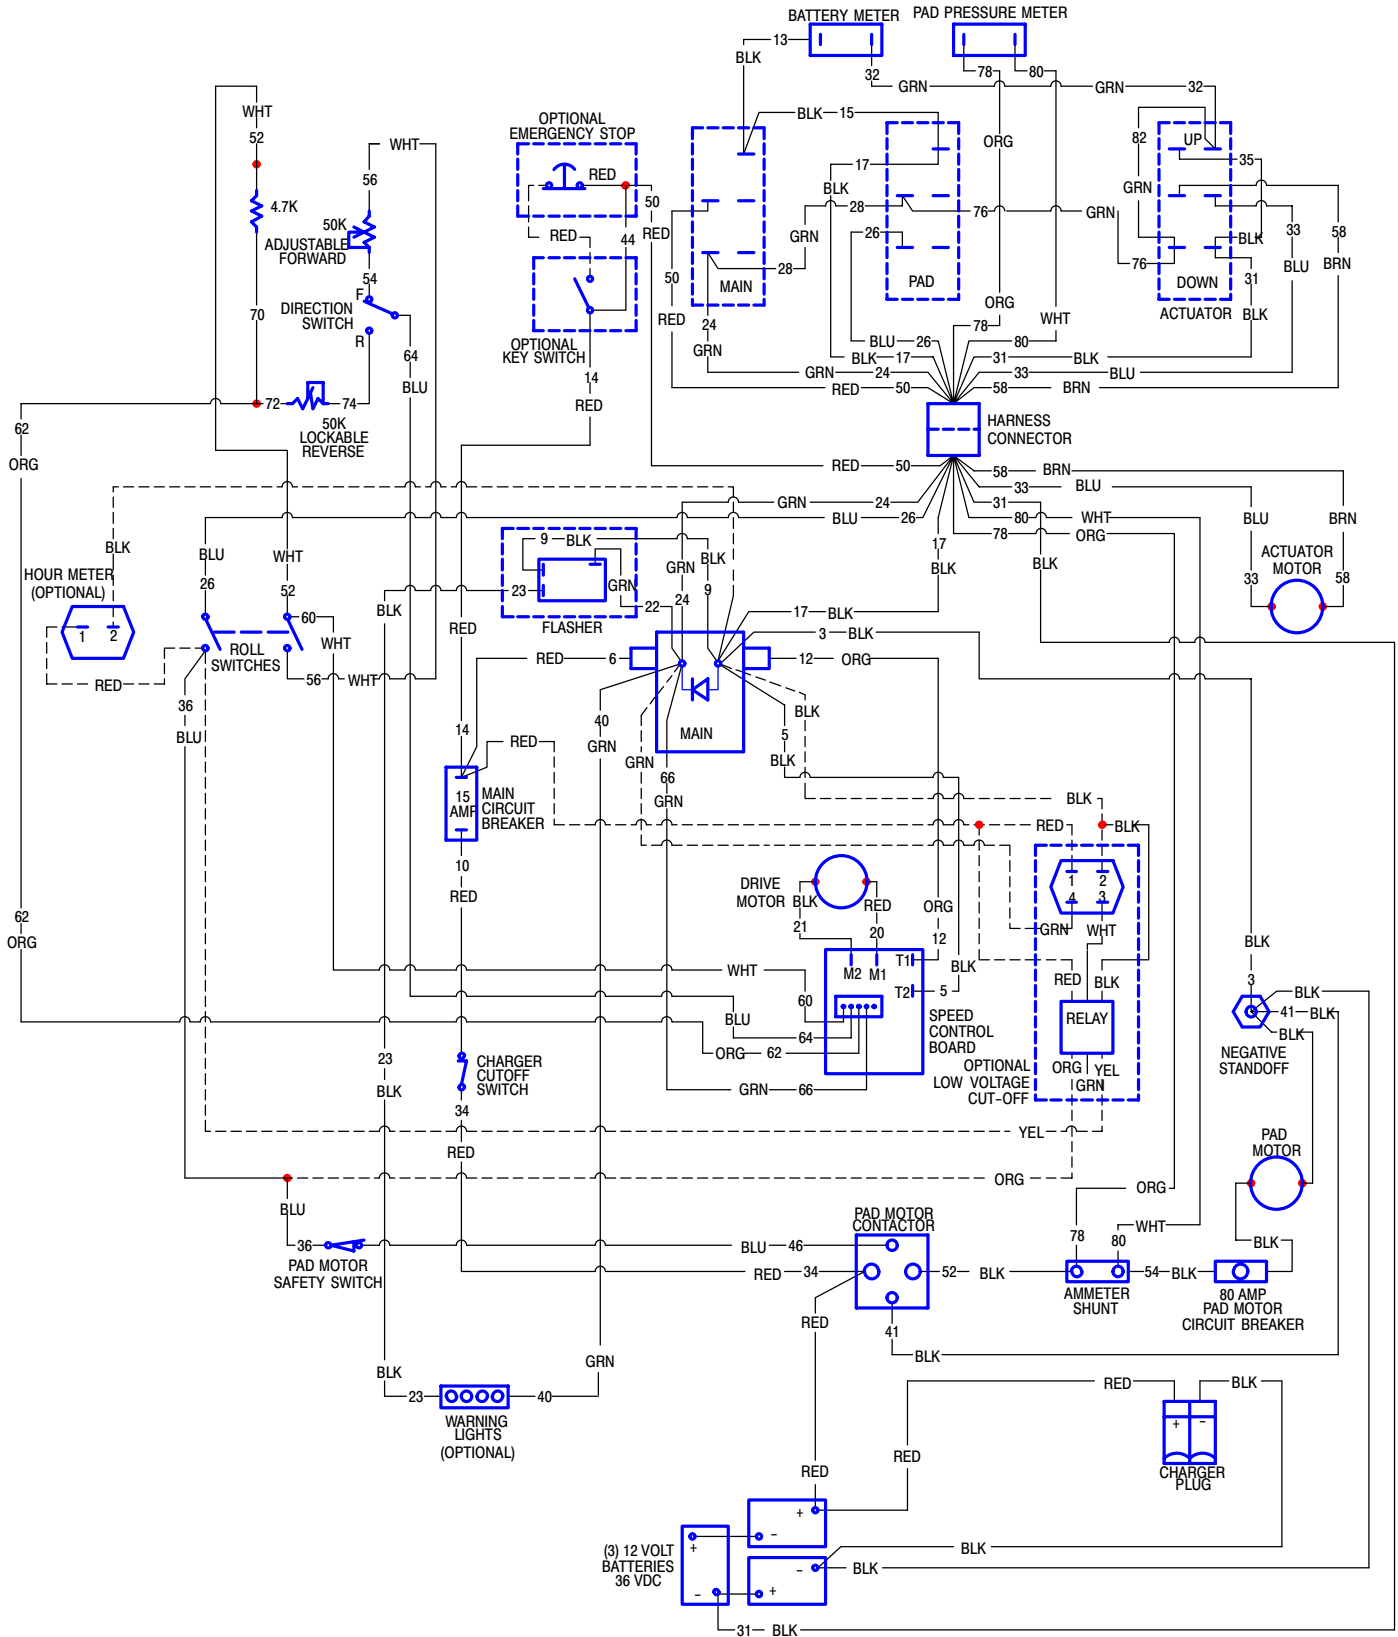 BATTERY METER
PAD PRESSURE METER
13
BLK
32
GRN
GRN
32
78
80
WHT
52
WHT
56
OPTIONAL
EMERGENCY STOP
RED
BLK
15
ORG
UP
82
35
17
BLK
4.7K
50K
ADJUSTABLE
FORWARD
50
RED
RED
44
28
GRN
26
76
GRN
GRN
BLK
33
58
BRN
54
F
R
DIRECTION
SWITCH
70
64
BLU
50
RED
28
MAIN
PAD
76
DOWN
31
BLU
BLK
ACTUATOR
24
GRN
ORG
78
WHT
OPTIONAL
KEY SWITCH
14
RED
BLU
26
80
BLK
17
31
BLK
GRN
24
33
BLU
RED
50
58
BRN
72
74
50K
LOCKABLE
REVERSE
62
ORG
HARNESS
CONNECTOR
RED
50
58
BRN
33
BLU
GRN
24
31
BLU
26
80
WHT
78
ORG
BLU
BRN
BLK
BLU
WHT
9
BLK
BLK
GRN
17
BLK
BLK
ACTUATOR
MOTOR
HOUR METER
(OPTIONAL)
26
52
23
GRN
9
24
22
33
58
BLK
60
WHT
1
2
ROLL
SWITCHES
FLASHER
17
BLK
3
BLK
RED
RED
6
12
ORG
RED
56
WHT
36
BLU
40
GRN
BLK
5
BLK
14
RED
MAIN
GRN
66
GRN
15
AMP
MAIN
CIRCUIT
BREAKER
BLK
RED
BLK
10
RED
DRIVE
MOTOR
BLK
RED
21
20
ORG
12
1
2
4
3
GRN
WHT
62
ORG
BLK
3
WHT
60
M2
M1
T1
T2
BLK
5
RED
BLK
BLK
41
BLK
BLK
BLU
64
ORG
62
SPEED
CONTROL
BOARD
RELAY
NEGATIVE
STANDOFF
23
BLK
CHARGER
CUTOFF
SWITCH
GRN
66
OPTIONAL
LOW VOLTAGE
CUT-OFF
ORG
YEL
GRN
34
RED
YEL
PAD
MOTOR
ORG
ORG
BLU
36
PAD MOTOR
SAFETY SWITCH
BLU
46
PAD MOTOR
CONTACTOR
78
80
WHT
BLK
RED
34
52
BLK
54
BLK
AMMETER
SHUNT
80 AMP
PAD MOTOR
CIRCUIT BREAKER
RED
41
BLK
GRN
BLK
23
40
WARNING
LIGHTS
(OPTIONAL)
RED
BLK
+
−
CHARGER
PLUG
RED
RED
(3) 12 VOLT
BATTERIES
36 VDC
+
−
+
−
−
+
BLK
BLK
31
BLK